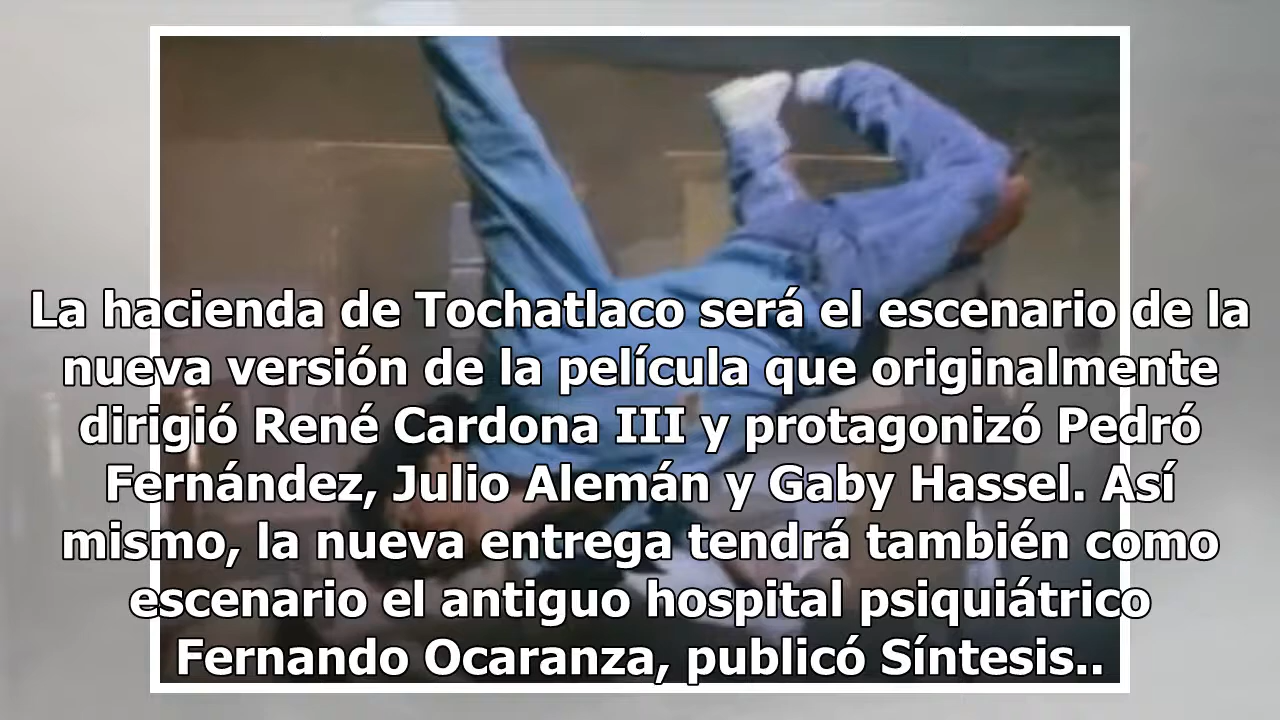 La hacienda de Tochatlaco será el escenario de la
nueva versión de la película que originalmente
dirigió René Cardona III y protagonizó Pedró
Fernández, Julio Alemán y Gaby Hassel. Así
mismo, la nueva entrega tendrá también como
escenario el antiguo hospital psiquiátrico
Fernando Ocaranza, publicó Síntesis..